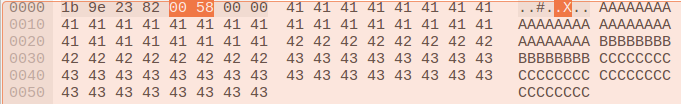 0000 1b 9e 23 82 00 58 00 00 41 41 41 41 41 41 41 41 ..#..X.. AAAAAAAA
0010 41 41 41 41 41 41 41 41 41 41 41 41 41 41 41 41 AAAAAAAA AAAAAAAA
0020 41 41 41 41 41 41 41 41 42 42 42 42 42 42 42 42 AAAAAAAA BBBBBBBB
0030 42 42 42 42 42 42 42 42 43 43 43 43 43 43 43 43 BBBBBBBB CCCCCCCC
0040 43 43 43 43 43 43 43 43 43 43 43 43 43 43 43 43 CCCCCCCC CCCCCCCC
0050 43 43 43 43 43 43 43 43 CCCCCCCC